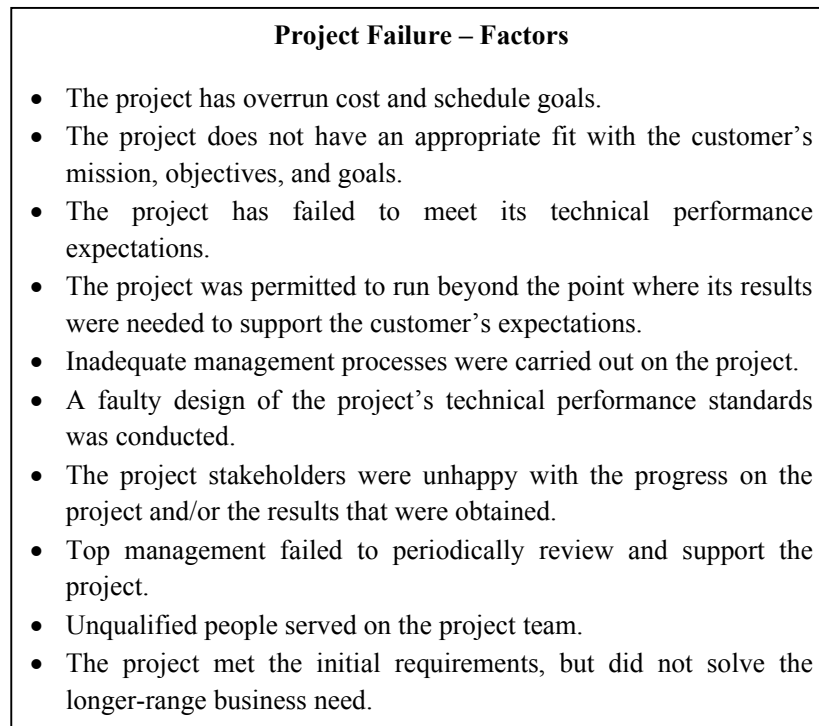 Project Failure – Factors
• The project has overrun cost and schedule goals.
• The project does not have an appropriate fit with the customer’s
mission, objectives, and goals.
• The project has failed to meet its technical performance
expectations.
• The project was permitted to run beyond the point where its results
were needed to support the customer’s expectations.
• Inadequate management processes were carried out on the project.
• A faulty design of the project’s technical performance standards
was conducted.
• The project stakeholders were unhappy with the progress on the
project and/or the results that were obtained.
• Top management failed to periodically review and support the
project.
• Unqualified people served on the project team.
• The project met the initial requirements, but did not solve the
longer-range business need.